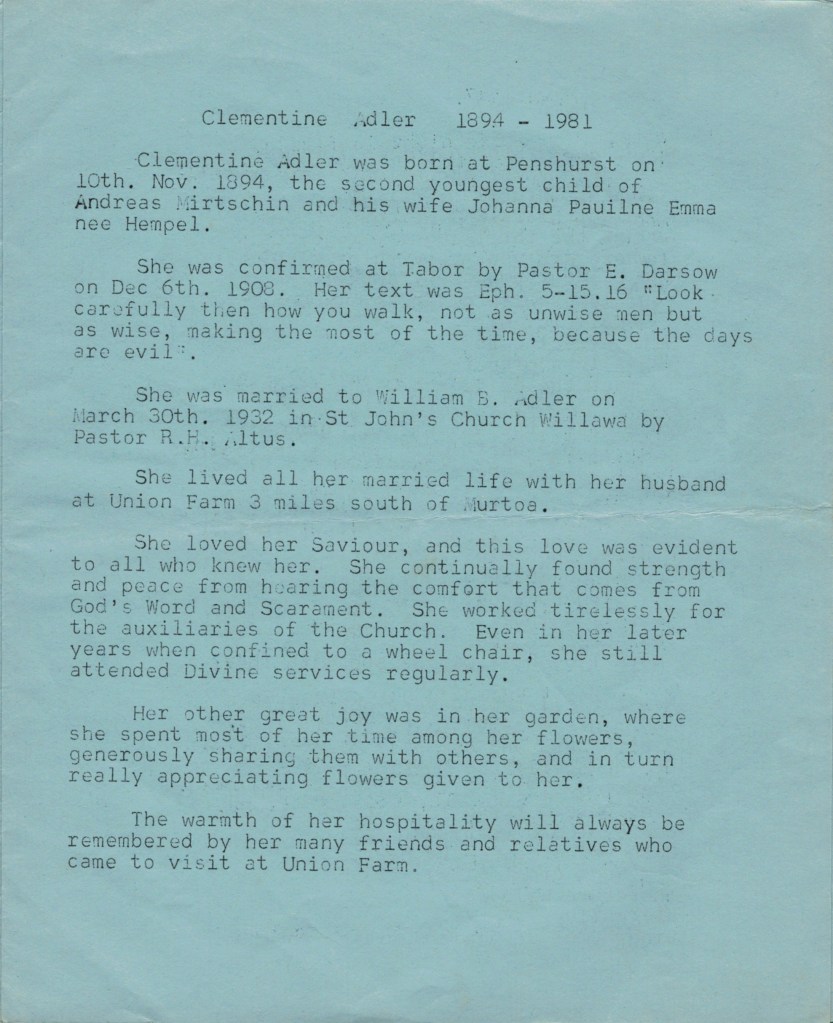 Clementine Adler 1894 - 1981
Clementine Adler was born at Penshurst on
10th. Nov. 1894, the second youngest child of
Andreas Mirtschin and his wife Johanna Pauilne Emma
nee Hempel.
She was confirmed at Tabor by Pastor E. Darsow
on Dec 6th. 1908. Her text was Eph. 5-15.16 "Look
carefully then how you walk, not as unwise men but
as wise, making the most of the time, because the days
are evil".
She was married to William B. Adler on
March 30th. 1932 in St John's Church Willawa by
Pastor R.H. Altus.
She lived all her married life with her husband
at Union Farm 3 miles south of Murtoa.
She loved her Saviour, and this love was evident
to all who knew her. She continually found strength
and peace from hearing the comfort that comes from
God's Word and Scarament. She worked tirelessly for
the auxiliaries of the Church. Even in her later
years when confined to a wheel chair, she still
attended Divine services regularly.
Her other great joy was in her garden, where
she spent most of her time among her flowers,
generously sharing them with others, and in turn
really appreciating flowers given to her.
The warmth of her hospitality will always be
remembered by her many friends and relatives who
came to visit at Union Farm.